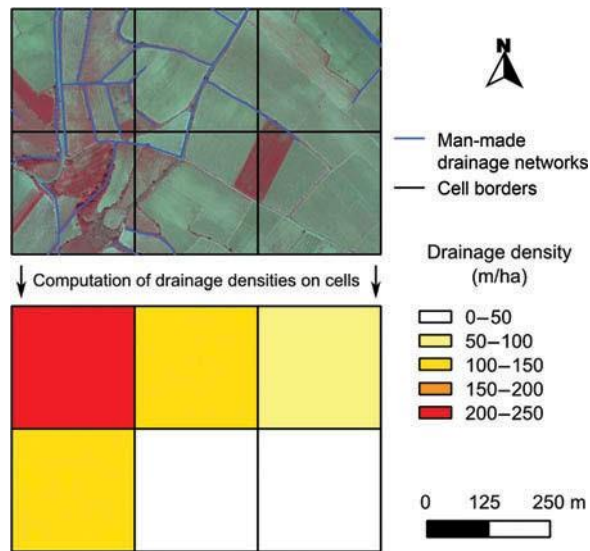 N
Man-made
drainage networks
Cell borders
Computation of drainage densities on cells
Drainage density
(m/ha)
0–50
50–100
100–150
150–200
200–250
0 125 250 m